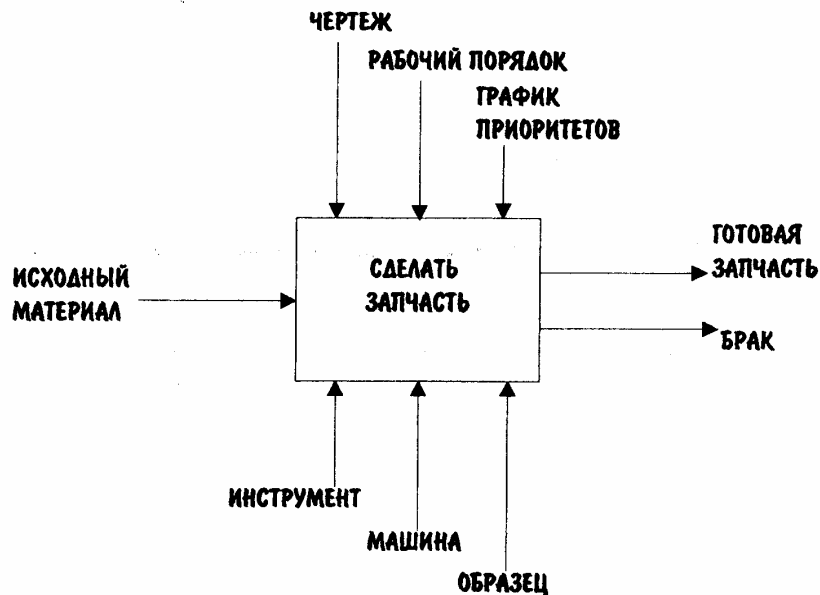 ЧЕРТЕЖ
РАБОЧИЙ ПОРЯДОК
ГРАФИК
ПРИОРИТЕТОВ
ИСХОДНЫЙ
МАТЕРИАЛ
СДЕЛАТЬ
ЗАПЧАСТЬ
ГОТОВАЯ
ЗАПЧАСТЬ
БРАК
ИНСТРУМЕНТ
МАШИНА
ОБРАЗЕЦ